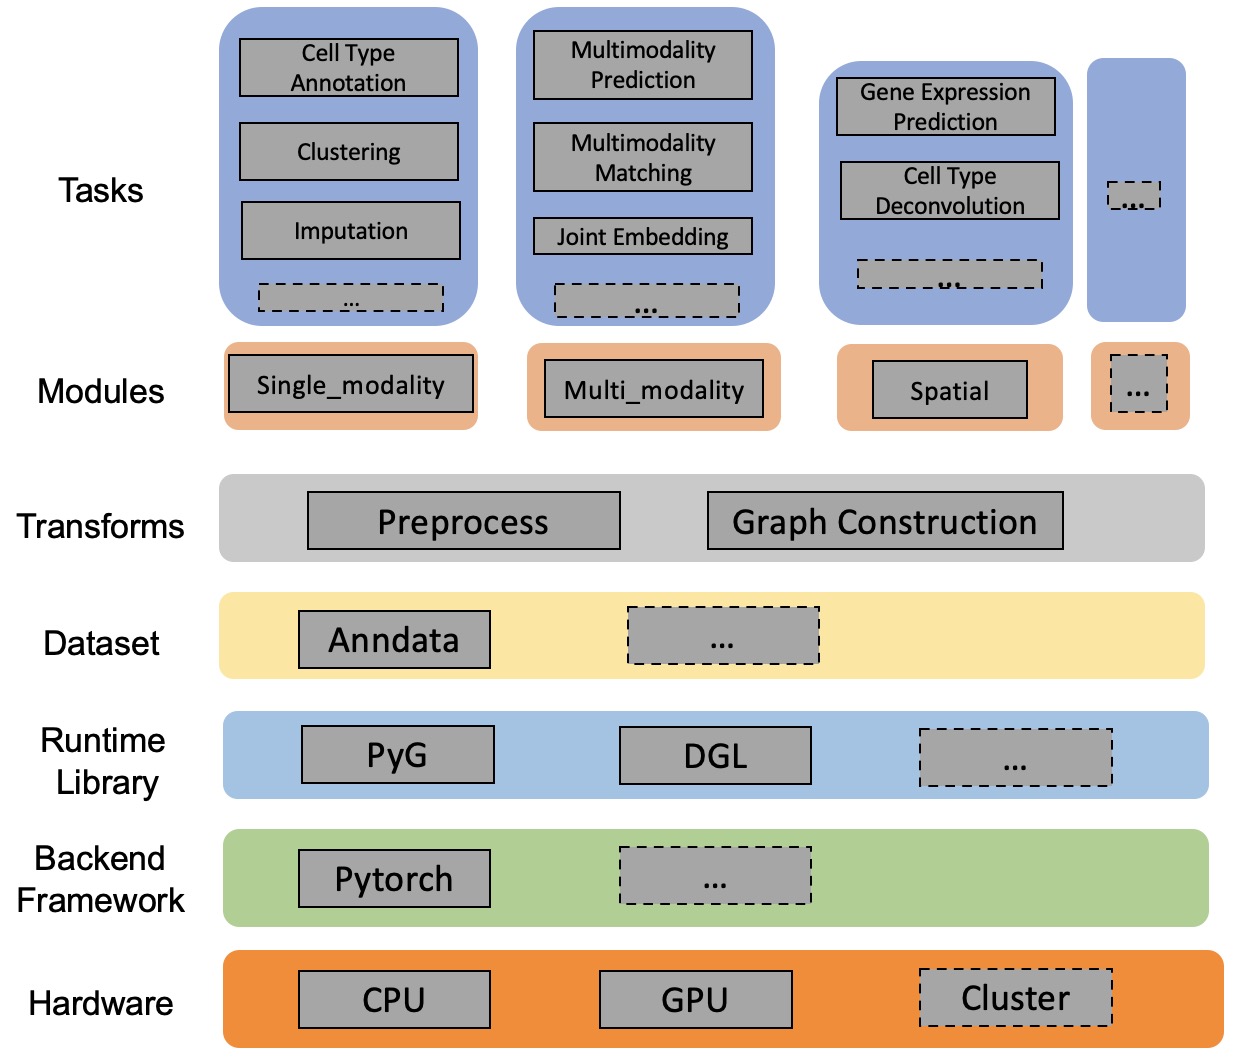 Tasks
Cell Type
Annotation
Clustering
Imputation
...
Multimodality
Prediction
Multimodality
Matching
Joint Embedding
...
Gene Expression
Prediction
Cell Type
Deconvolution
...
...
Modules
Single_modality
Multi_modality
Spatial
...
Transforms
Preprocess
Graph Construction
Dataset
Anndata
...
Runtime
Library
PyG
DGL
...
Backend
Framework
Pytorch
...
Hardware
CPU
GPU
Cluster